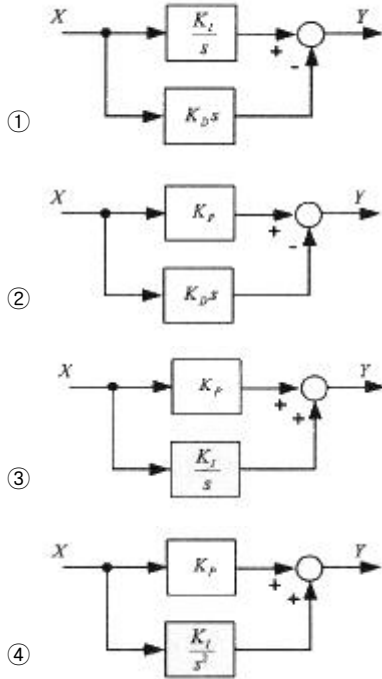 X K_I/s + - Y
① K_D s
X K_P + - Y
② K_D s
X K_P + + Y
③ K_I/s
X K_P + + Y
④ K_I/s²